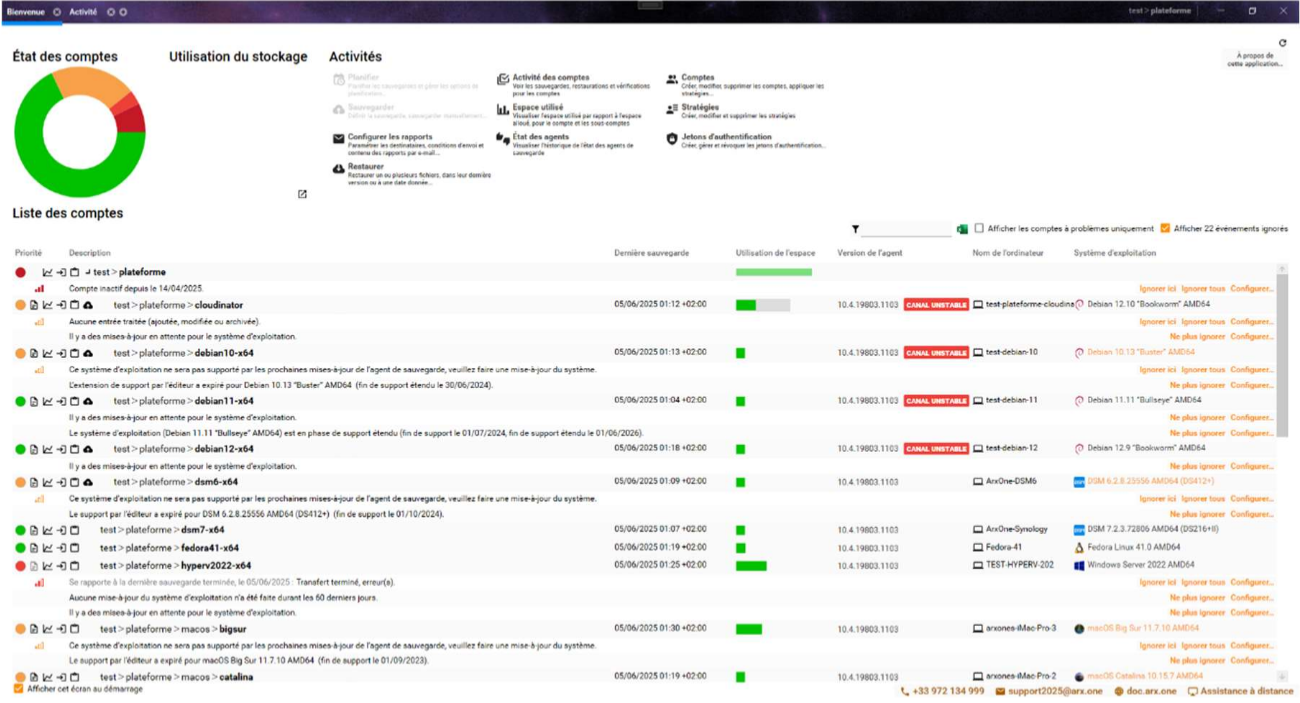 Bienvenue Activité
test > plateforme
À propos de cette application...
État des comptes
Utilisation du stockage
Activités
Planifier
Planifier les sauvegardes et gérer les options de planification...
Sauvegarder
Définir la sauvegarde, sauvegarder manuellement...
Configurer les rapports
Paramétrer les destinataires, conditions d'envoi et contenu des rapports par e-mail...
Restaurer
Restaurer un ou plusieurs fichiers, dans leur dernière version ou à une date donnée...
Activité des comptes
Voir les sauvegardes, restaurations et vérifications pour les comptes
Espace utilisé
Visualiser l'espace utilisé par rapport à l'espace alloué, pour le compte et les sous-comptes
État des agents
Visualiser l'historique de l'état des agents de sauvegarde
Comptes
Créer, modifier, supprimer les comptes, appliquer les stratégies...
Stratégies
Créer, modifier et supprimer les stratégies
Jetons d'authentification
Créer, gérer et révoquer les jetons d'authentification...
Liste des comptes
Afficher les comptes à problèmes uniquement Afficher 22 événements ignorés
Priorité Description Dernière sauvegarde Utilisation de l'espace Version de l'agent Nom de l'ordinateur Système d'exploitation
test > plateforme
Compte inactif depuis le 14/04/2025. Ignorer ici Ignorer tous Configurer...
test > plateforme > cloudinator 05/06/2025 01:12 +02:00 10.4.19803.1103 CANAL UNSTABLE test-plateforme-cloudina Debian 12.10 "Bookworm" AMD64
Aucune entrée traitée (ajoutée, modifiée ou archivée). Ignorer ici Ignorer tous Configurer...
Il y a des mises-à-jour en attente pour le système d'exploitation. Ne plus ignorer Configurer...
test > plateforme > debian10-x64 05/06/2025 01:13 +02:00 10.4.19803.1103 CANAL UNSTABLE test-debian-10 Debian 10.13 "Buster" AMD64
Ce système d'exploitation ne sera pas supporté par les prochaines mises-à-jour de l'agent de sauvegarde, veuillez faire une mise-à-jour du système. Ignorer ici Ignorer tous Configurer...
L'extension de support par l'éditeur a expiré pour Debian 10.13 "Buster" AMD64 (fin de support étendu le 30/06/2024). Ne plus ignorer Configurer...
test > plateforme > debian11-x64 05/06/2025 01:04 +02:00 10.4.19803.1103 CANAL UNSTABLE test-debian-11 Debian 11.11 "Bullseye" AMD64
Il y a des mises-à-jour en attente pour le système d'exploitation. Ne plus ignorer Configurer...
Le système d'exploitation (Debian 11.11 "Bullseye" AMD64) est en phase de support étendu (fin de support le 01/07/2024, fin de support étendu le 01/06/2026). Ne plus ignorer Configurer...
test > plateforme > debian12-x64 05/06/2025 01:18 +02:00 10.4.19803.1103 CANAL UNSTABLE test-debian-12 Debian 12.9 "Bookworm" AMD64
Il y a des mises-à-jour en attente pour le système d'exploitation. Ne plus ignorer Configurer...
test > plateforme > dsm6-x64 05/06/2025 01:09 +02:00 10.4.19803.1103 ArxOne-DSM6 DSM 6.2.8.25556 AMD64 (DS412+)
Ce système d'exploitation ne sera pas supporté par les prochaines mises-à-jour de l'agent de sauvegarde, veuillez faire une mise-à-jour du système. Ignorer ici Ignorer tous Configurer...
Le support par l'éditeur a expiré pour DSM 6.2.8.25556 AMD64 (DS412+) (fin de support le 01/10/2024). Ne plus ignorer Configurer...
test > plateforme > dsm7-x64 05/06/2025 01:07 +02:00 10.4.19803.1103 ArxOne-Synology DSM 7.2.3.72806 AMD64 (DS216+II)
test > plateforme > fedora41-x64 05/06/2025 01:19 +02:00 10.4.19803.1103 Fedora-41 Fedora Linux 41.0 AMD64
test > plateforme > hyperv2022-x64 05/06/2025 01:25 +02:00 10.4.19803.1103 TEST-HYPERV-202 Windows Server 2022 AMD64
Se rapporte à la dernière sauvegarde terminée, le 05/06/2025 : Transfert terminé, erreur(s). Ignorer ici Ignorer tous Configurer...
Aucune mise-à-jour du système d'exploitation n'a été faite durant les 60 derniers jours. Ne plus ignorer Configurer...
Il y a des mises-à-jour en attente pour le système d'exploitation. Ne plus ignorer Configurer...
test > plateforme > macos > bigsur 05/06/2025 01:30 +02:00 10.4.19803.1103 arxones-iMac-Pro-3 macOS Big Sur 11.7.10 AMD64
Ce système d'exploitation ne sera pas supporté par les prochaines mises-à-jour de l'agent de sauvegarde, veuillez faire une mise-à-jour du système. Ignorer ici Ignorer tous Configurer...
Le support par l'éditeur a expiré pour macOS Big Sur 11.7.10 AMD64 (fin de support le 01/09/2023). Ne plus ignorer Configurer...
test > plateforme > macos > catalina 05/06/2025 01:19 +02:00 10.4.19803.1103 arxones-iMac-Pro-2 macOS Catalina 10.15.7 AMD64
Afficher cet écran au démarrage
+33 972 134 999 support2025@arx.one doc.arx.one Assistance à distance